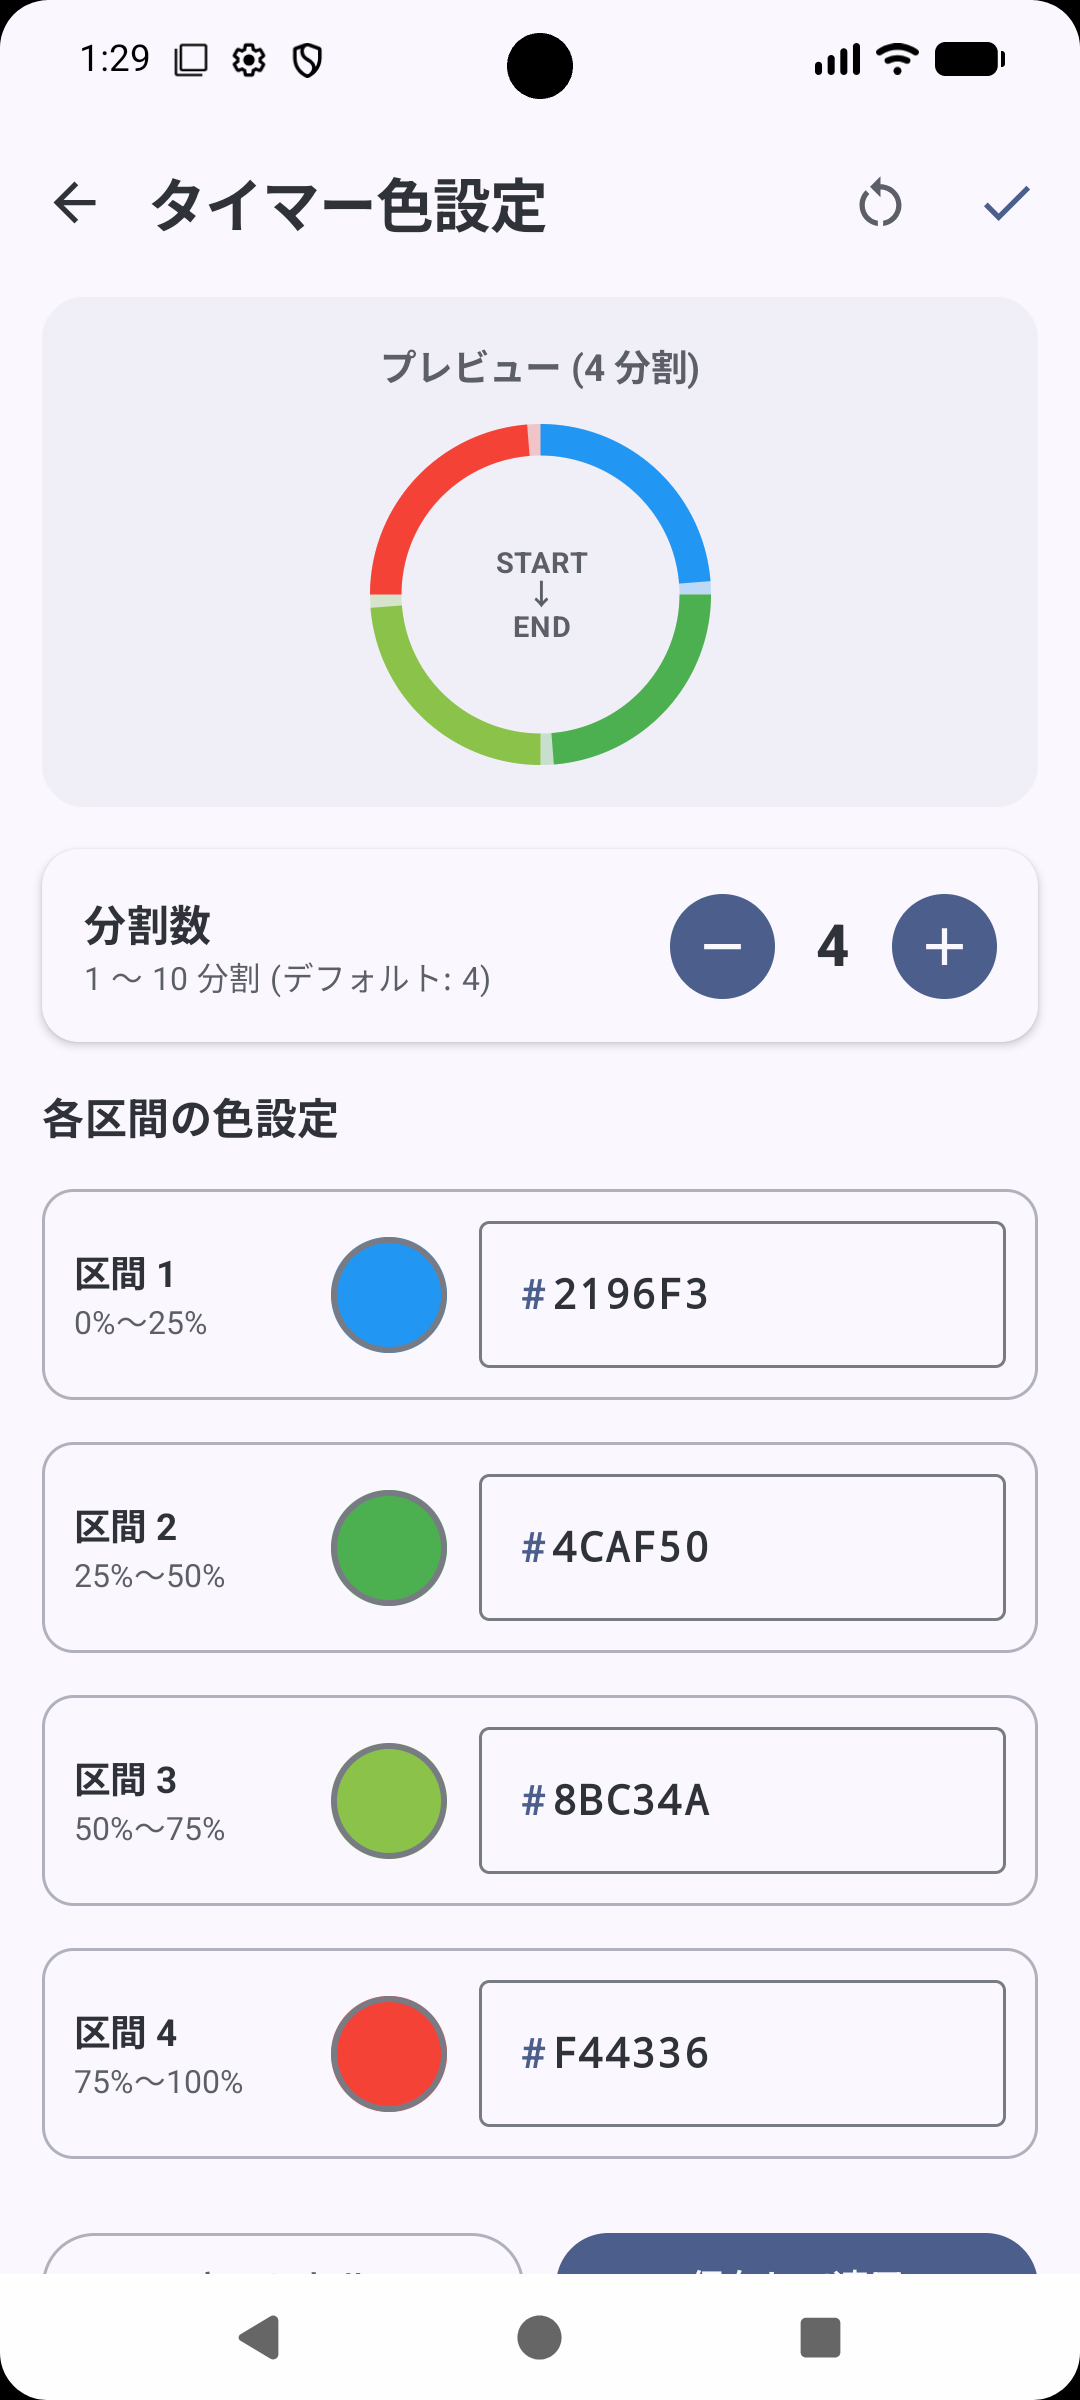 1:29
タイマー色設定
プレビュー (4 分割)
START
↓
END
分割数
1 〜 10 分割 (デフォルト: 4)
4
各区間の色設定
区間 1
0%〜25%
#2196F3
区間 2
25%〜50%
#4CAF50
区間 3
50%〜75%
#8BC34A
区間 4
75%〜100%
#F44336